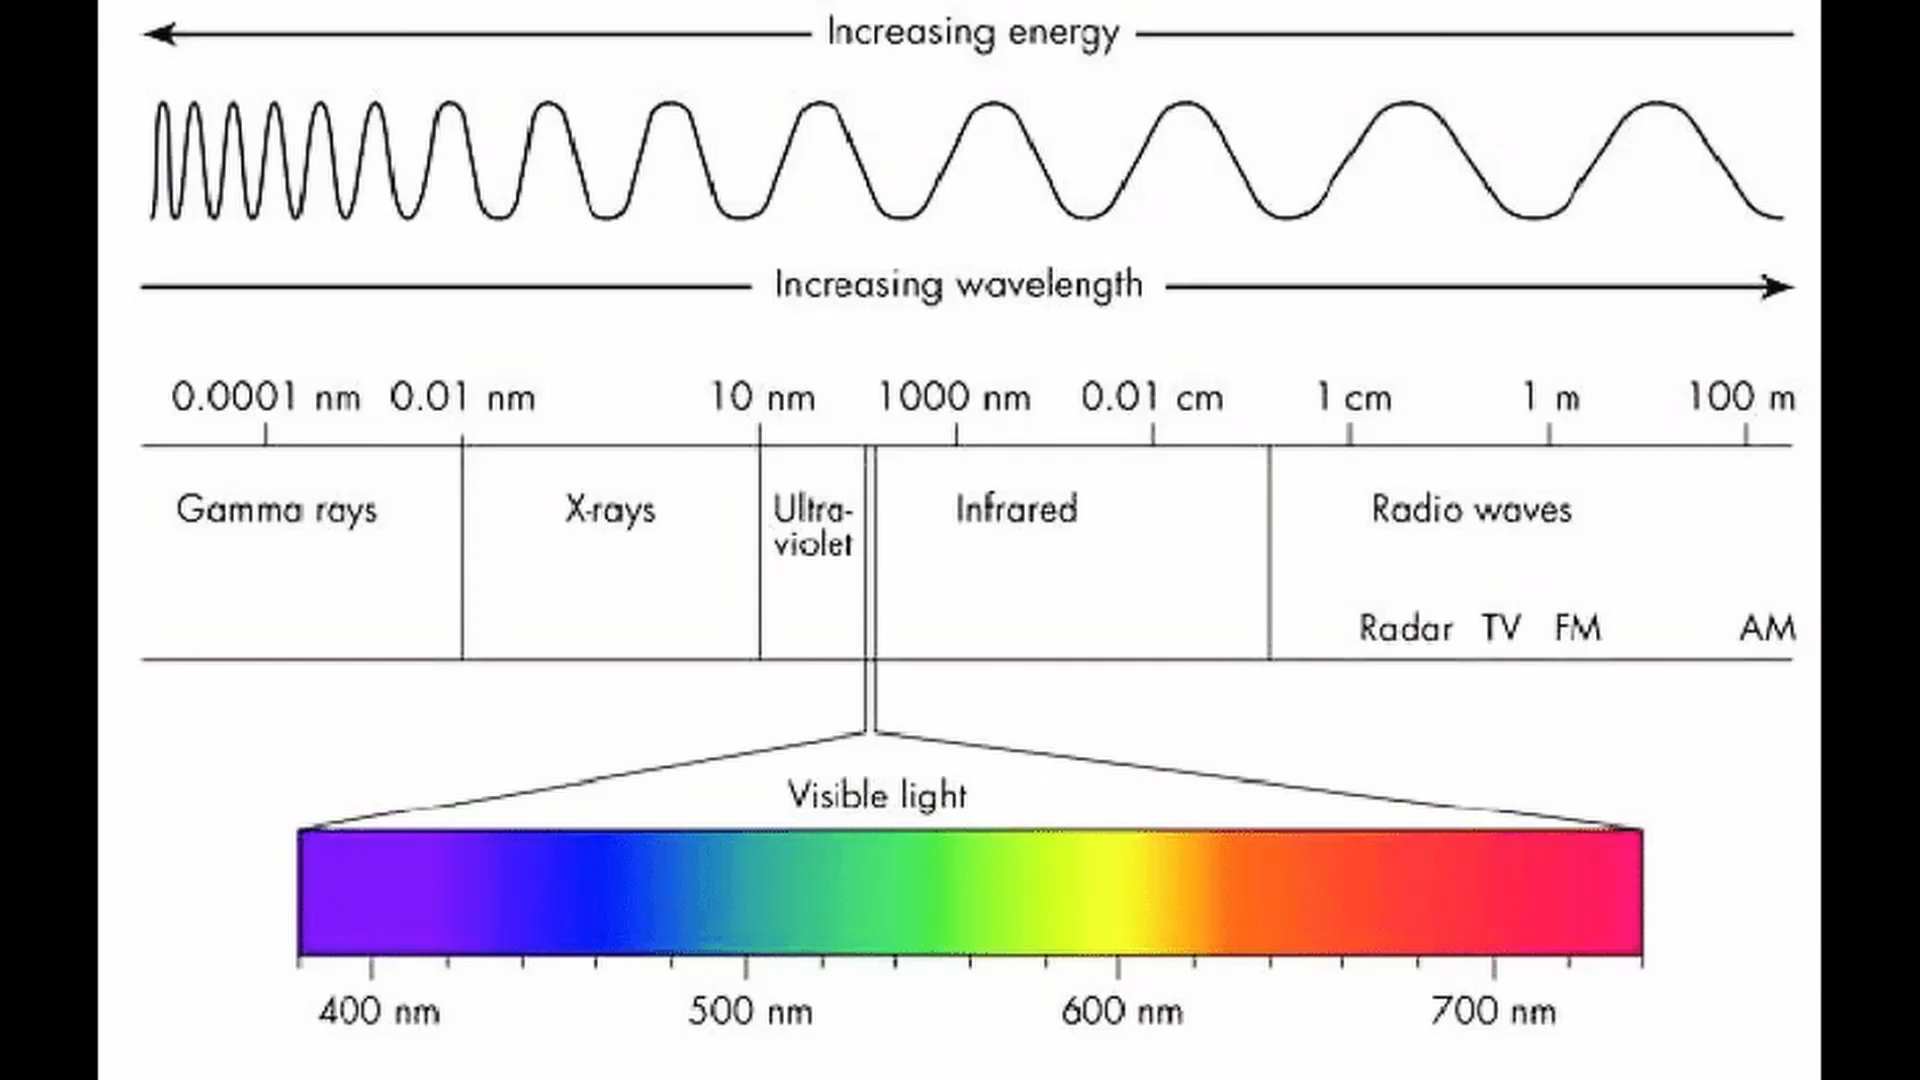 Increasing energy
Increasing wavelength
0.0001 nm 0.01 nm 10 nm 1000 nm 0.01 cm 1 cm 1 m 100 m
Gamma rays X-rays Ultra- Infrared Radio waves
violet
Radar TV FM AM
Visible light
400 nm 500 nm 600 nm 700 nm